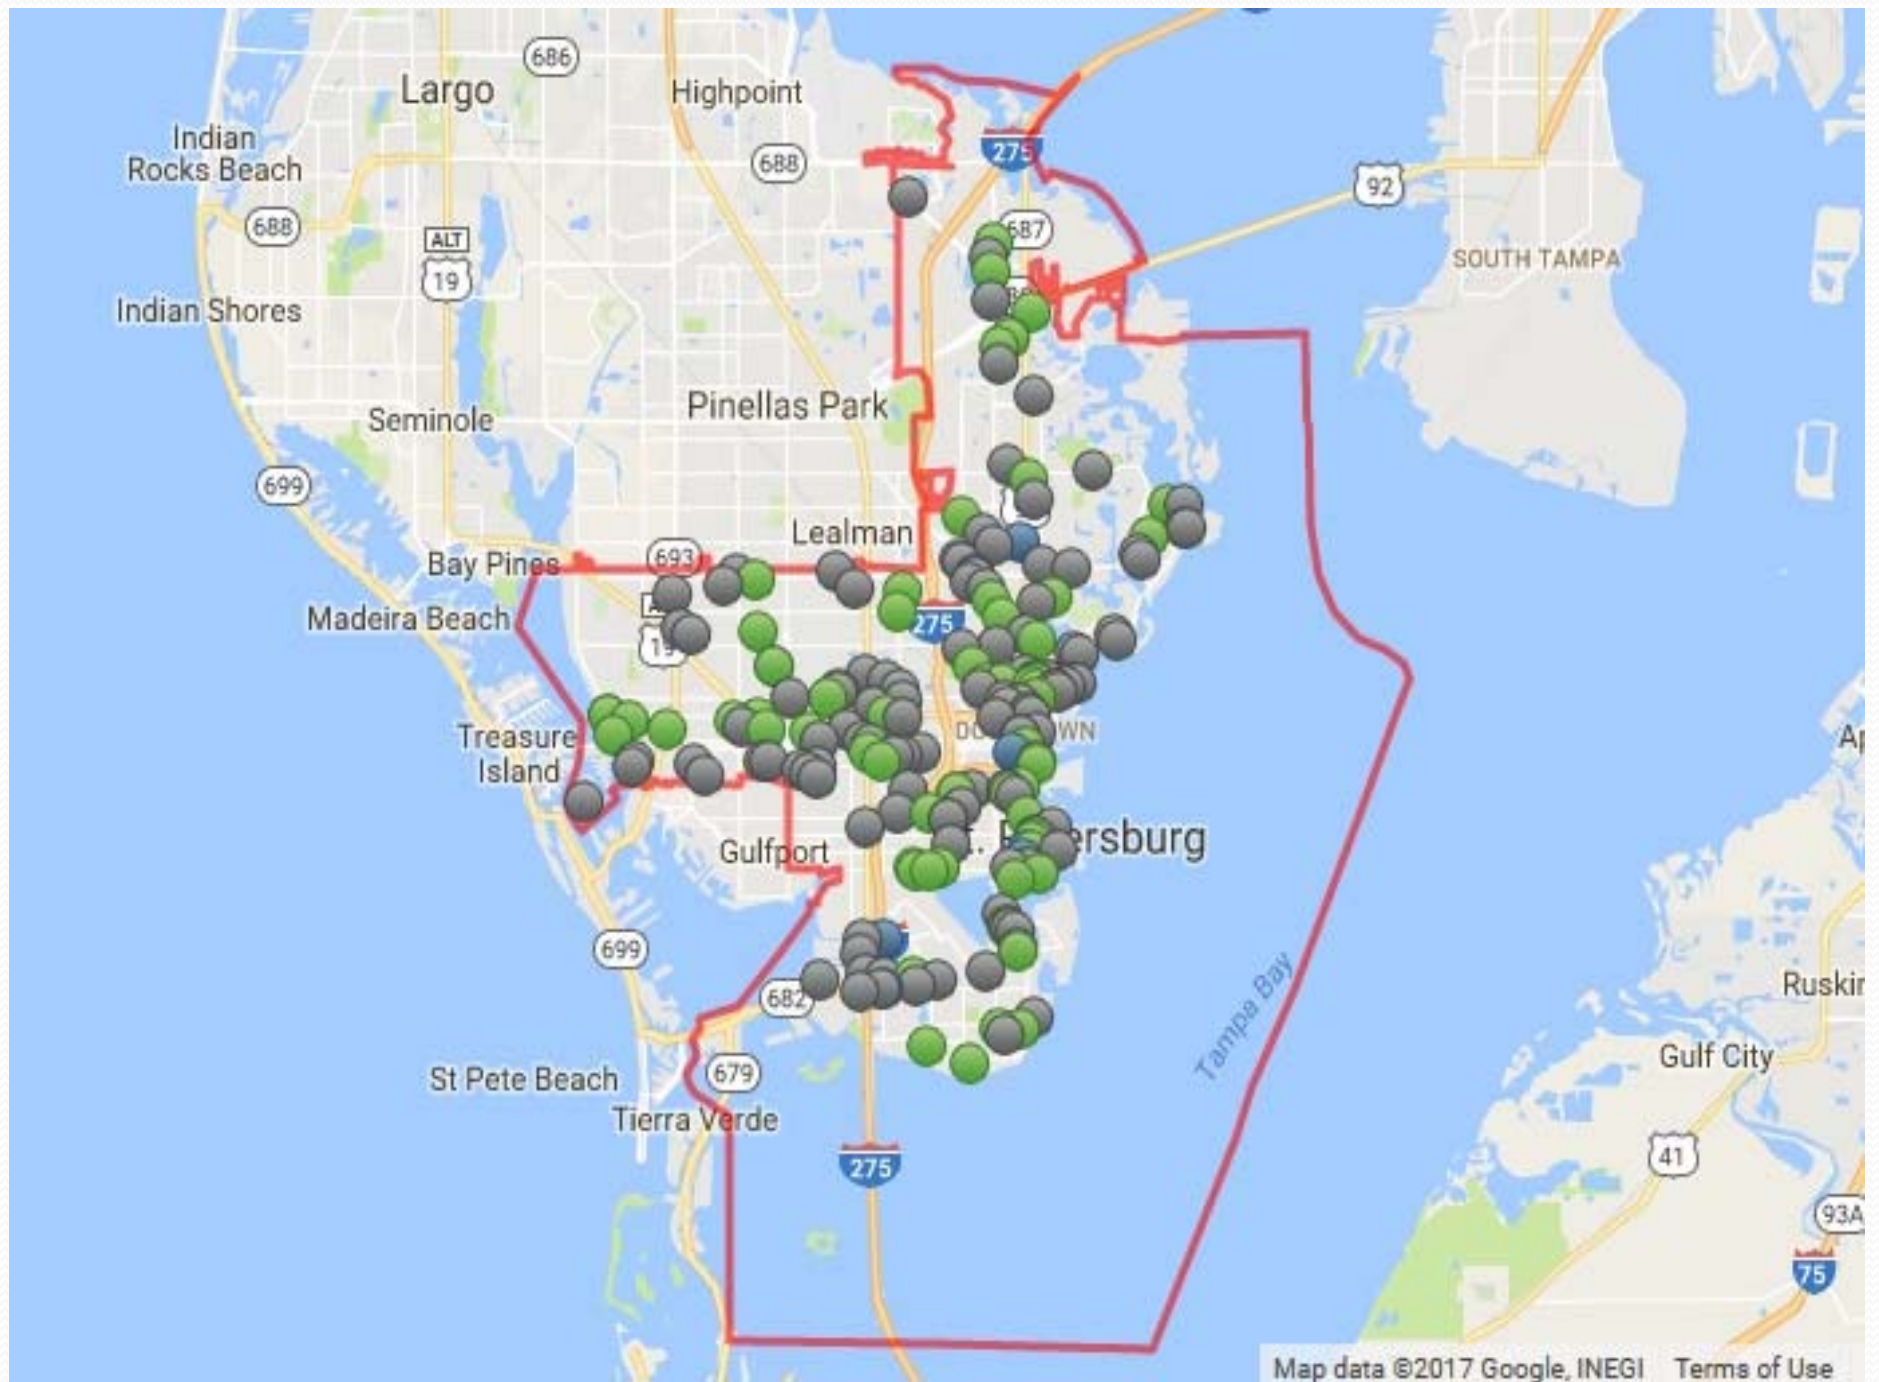 686
Largo
Highpoint
Indian
Rocks Beach
688
275
92
688
687
ALT
19
SOUTH TAMPA
Indian Shores
Pinellas Park
Seminole
699
Lealman
Bay Pines
693
Madeira Beach
275
19
Treasure
Island
Gulfport
ersburg
699
682
Tampa Bay
Ruskin
Gulf City
St Pete Beach
679
Tierra Verde
275
41
93A
75
Map data ©2017 Google, INEGI Terms of Use